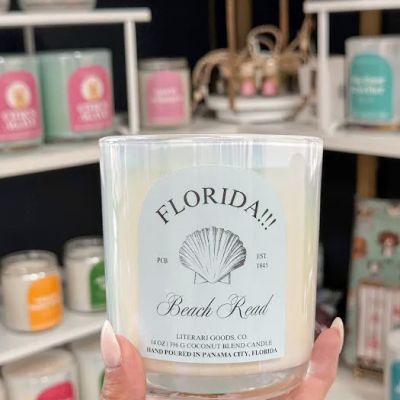 FLORIDA!!!
PCB
EST.
1845
Beach Read
LITERARI GOODS, CO.
14 OZ | 396 G COCONUT BLEND CANDLE
HAND POURED IN PANAMA CITY, FLORIDA